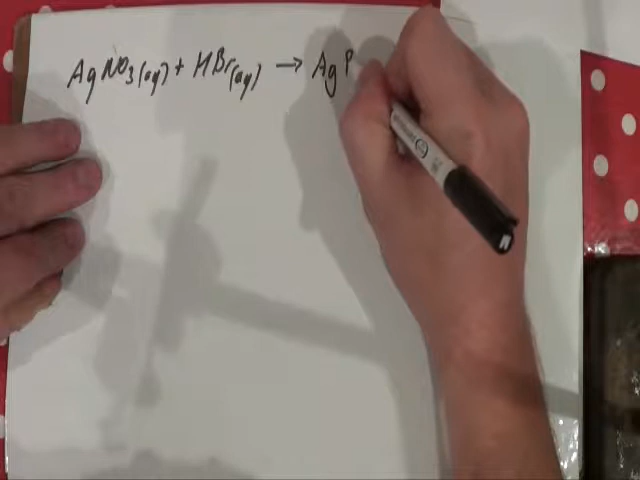 AgNO₃(aq) + HBr(aq) → Ag